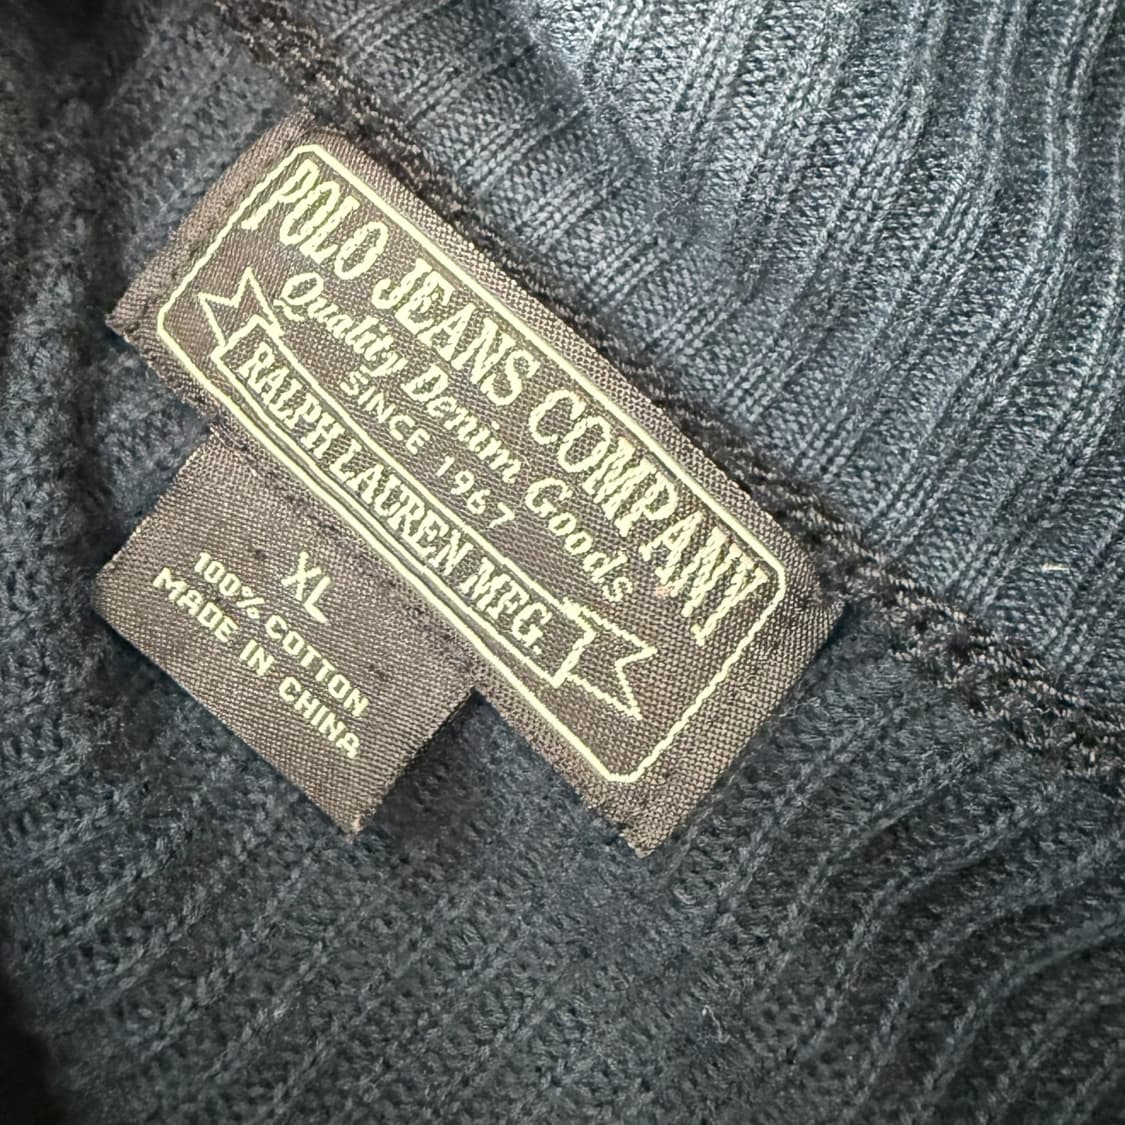 POLO JEANS COMPANY
Quality Denim Goods
SINCE 1967
RALPH LAUREN MFG.
XL
100% COTTON
MADE IN CHINA